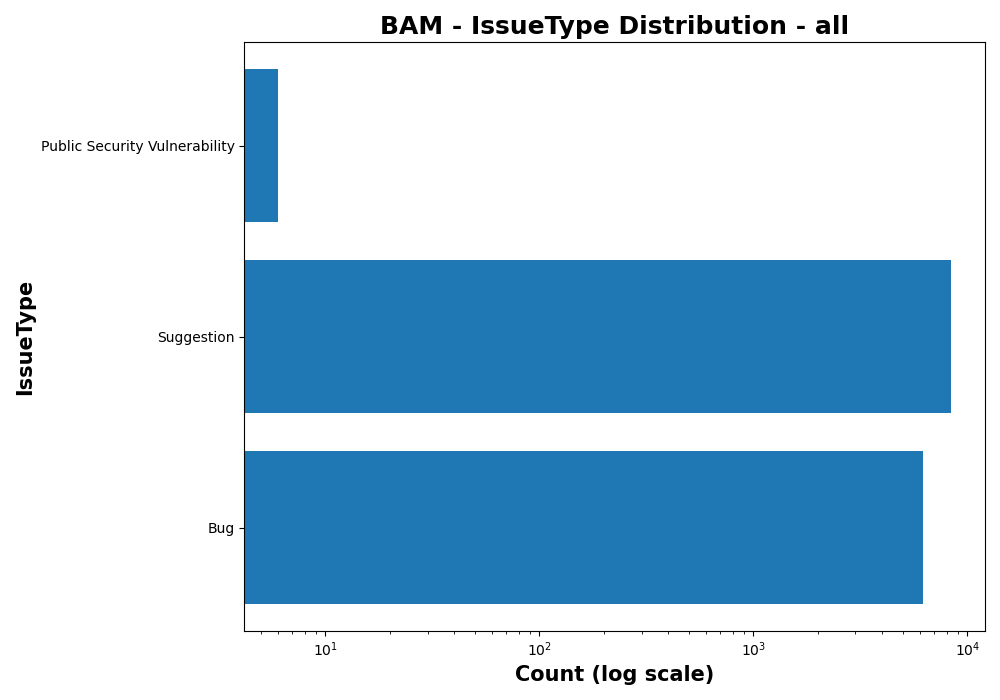 BAM - IssueType Distribution - all
Public Security Vulnerability
Suggestion
Bug
IssueType
10¹
10²
10³
10⁴
Count (log scale)